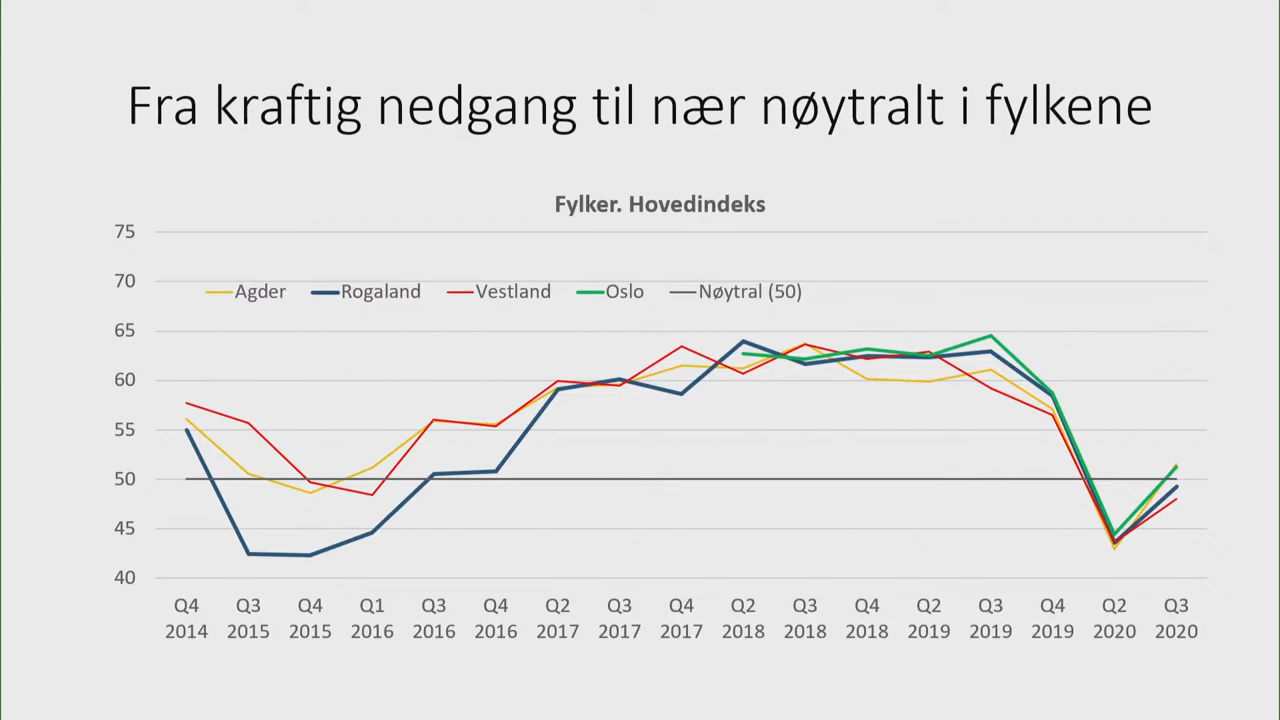 Fra kraftig nedgang til nær nøytralt i fylkene
Fylker. Hovedindeks
75
70
65
60
55
50
45
40
Agder Rogaland Vestland Oslo Nøytral (50)
Q4 Q3 Q4 Q1 Q3 Q4 Q2 Q3 Q4 Q2 Q3 Q4 Q2 Q3 Q4 Q2 Q3
2014 2015 2015 2016 2016 2016 2017 2017 2017 2018 2018 2018 2019 2019 2019 2020 2020